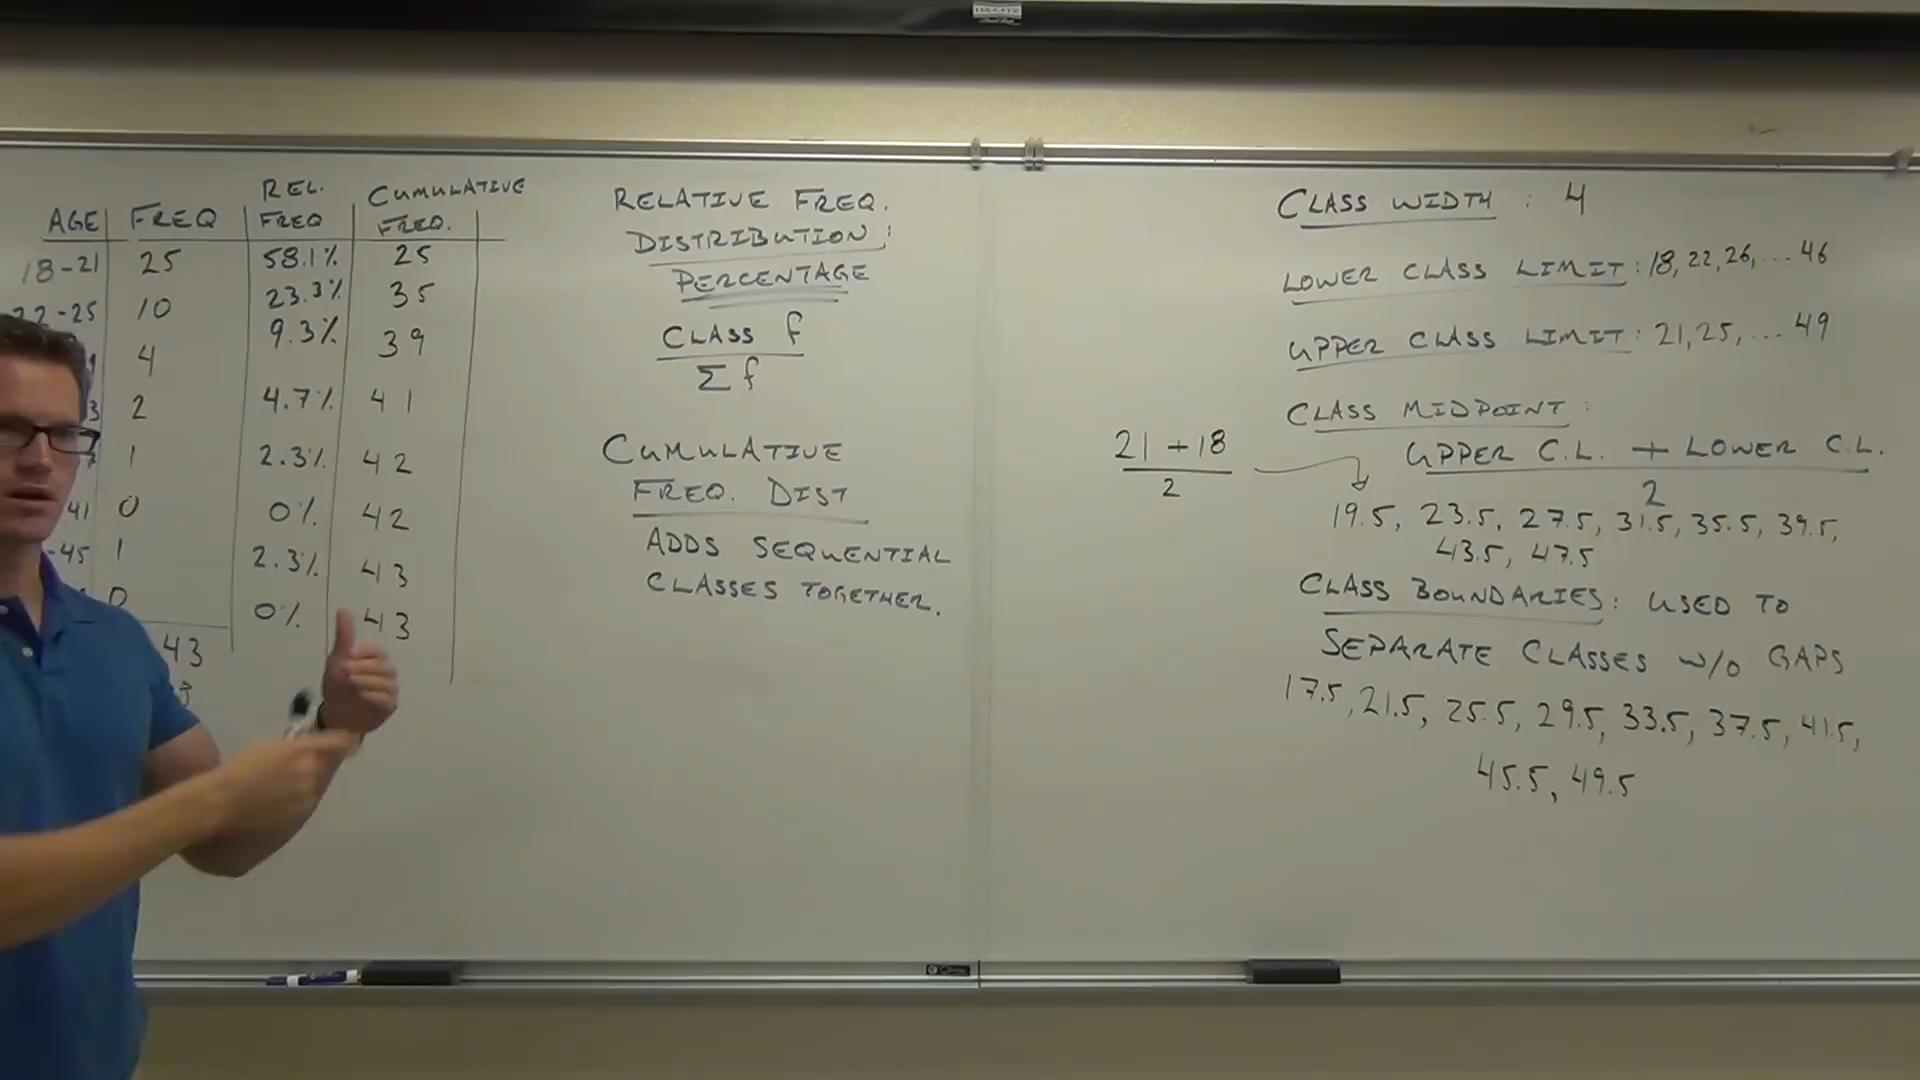 AGE FREQ REL. FREQ CUMULATIVE FREQ.
18-21 25 58.1% 25
22-25 10 23.3% 35
4 9.3% 39
3 2 4.7% 41
1 2.3% 42
41 0 0% 42
-45 1 2.3% 43
0 0% 43
43
RELATIVE FREQ.
DISTRIBUTION:
PERCENTAGE
CLASS f
Σ f
CUMULATIVE
FREQ. DIST
ADDS SEQUENTIAL
CLASSES TOGETHER.
CLASS WIDTH : 4
LOWER CLASS LIMIT: 18, 22, 26, ... 46
UPPER CLASS LIMIT: 21, 25, ... 49
CLASS MIDPOINT :
UPPER C.L. + LOWER C.L.
2
21 + 18
2
19.5, 23.5, 27.5, 31.5, 35.5, 39.5,
43.5, 47.5
CLASS BOUNDARIES: USED TO
SEPARATE CLASSES W/O GAPS
17.5, 21.5, 25.5, 29.5, 33.5, 37.5, 41.5,
45.5, 49.5